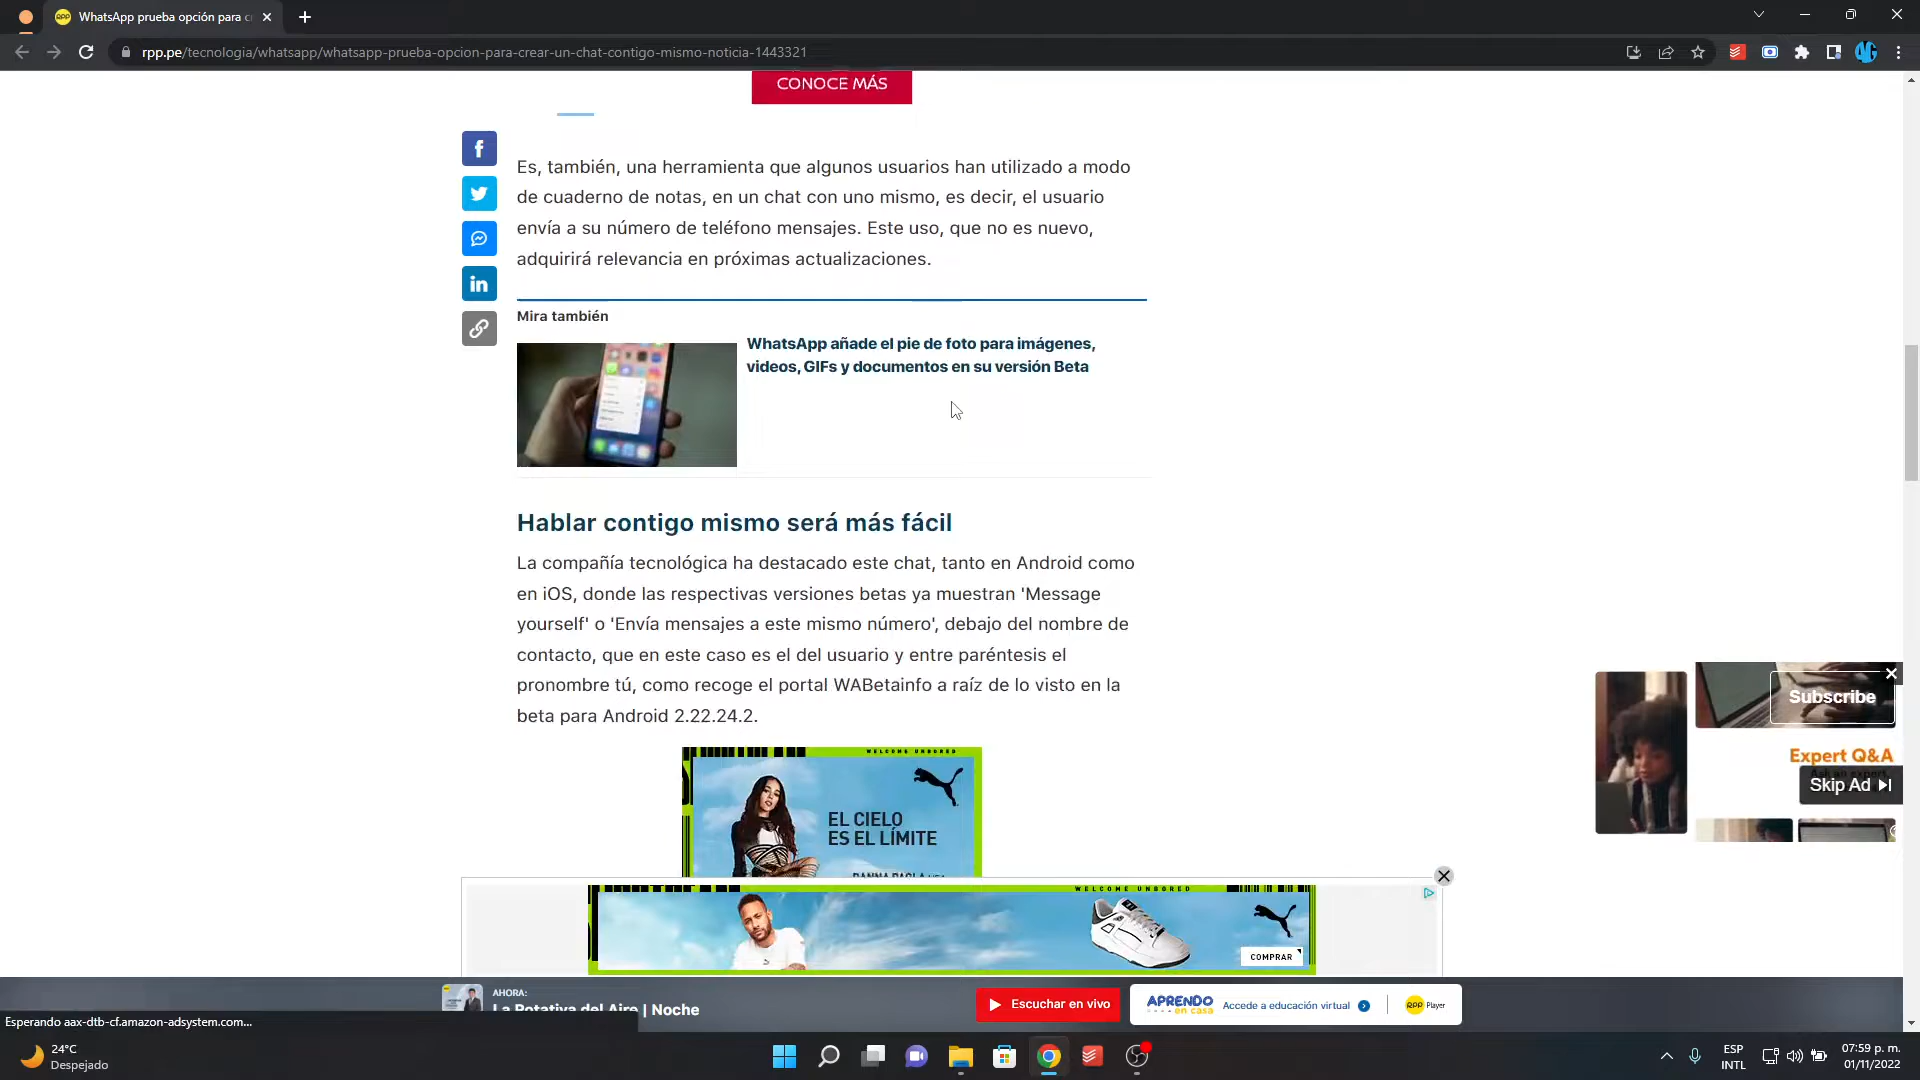 WhatsApp prueba opción para c
rpp.pe/tecnologia/whatsapp/whatsapp-prueba-opcion-para-crear-un-chat-contigo-mismo-noticia-1443321
CONOCE MÁS
Es, también, una herramienta que algunos usuarios han utilizado a modo
de cuaderno de notas, en un chat con uno mismo, es decir, el usuario
envía a su número de teléfono mensajes. Este uso, que no es nuevo,
adquirirá relevancia en próximas actualizaciones.
Mira también
WhatsApp añade el pie de foto para imágenes,
videos, GIFs y documentos en su versión Beta
Hablar contigo mismo será más fácil
La compañía tecnológica ha destacado este chat, tanto en Android como
en iOS, donde las respectivas versiones betas ya muestran 'Message
yourself' o 'Envía mensajes a este mismo número', debajo del nombre de
contacto, que en este caso es el del usuario y entre paréntesis el
pronombre tú, como recoge el portal WABetainfo a raíz de lo visto en la
beta para Android 2.22.24.2.
Subscribe
Expert Q&A
Skip Ad
WELCOME UNBORED
EL CIELO
ES EL LÍMITE
WELCOME UNBORED
COMPRAR
AHORA:
La Rotativa del Aire | Noche
Escuchar en vivo
APRENDO
en casa
Accede a educación virtual
RPP Player
Esperando aax-dtb-cf.amazon-adsystem.com...
24°C
Despejado
ESP
INTL
07:59 p. m.
01/11/2022